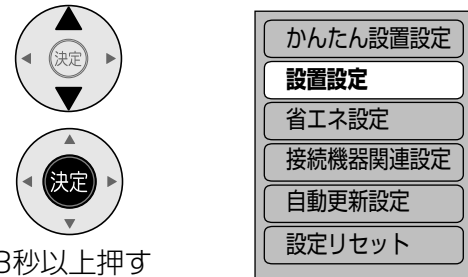 決定
決定
3秒以上押す
かんたん設置設定
設置設定
省エネ設定
接続機器関連設定
自動更新設定
設定リセット